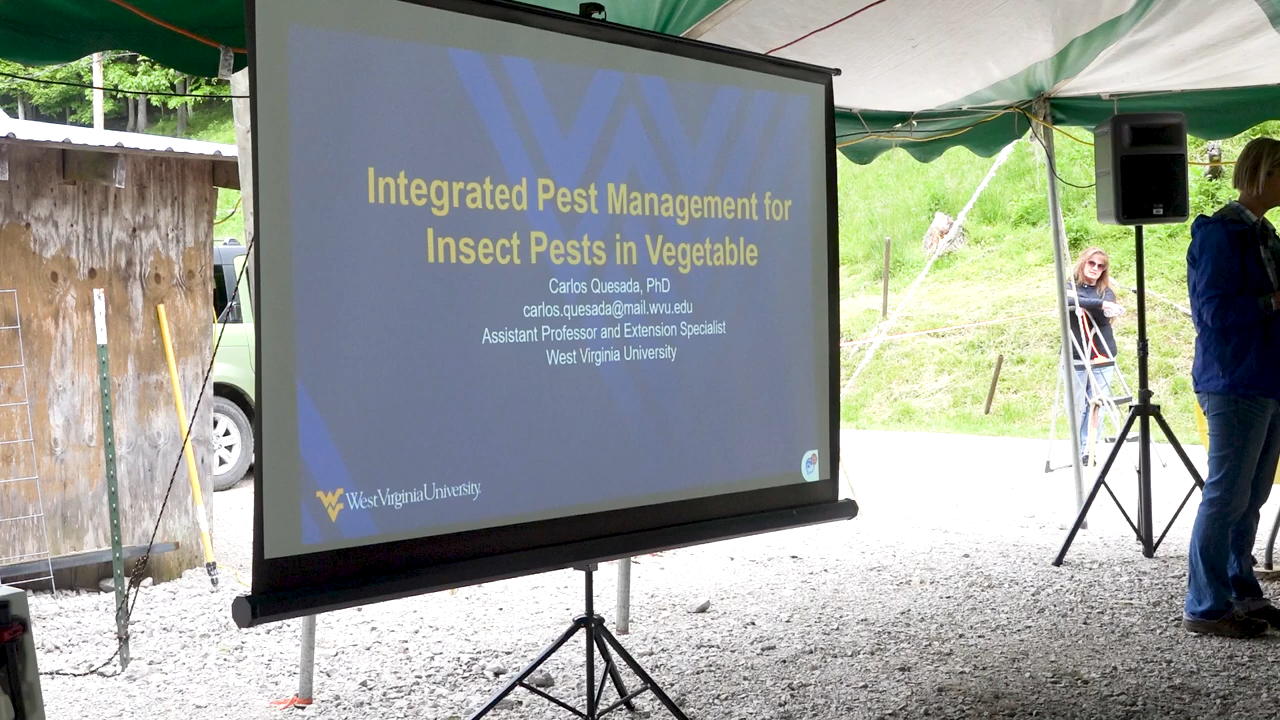 Integrated Pest Management for
Insect Pests in Vegetable
Carlos Quesada, PhD
carlos.quesada@mail.wvu.edu
Assistant Professor and Extension Specialist
West Virginia University
West Virginia University.